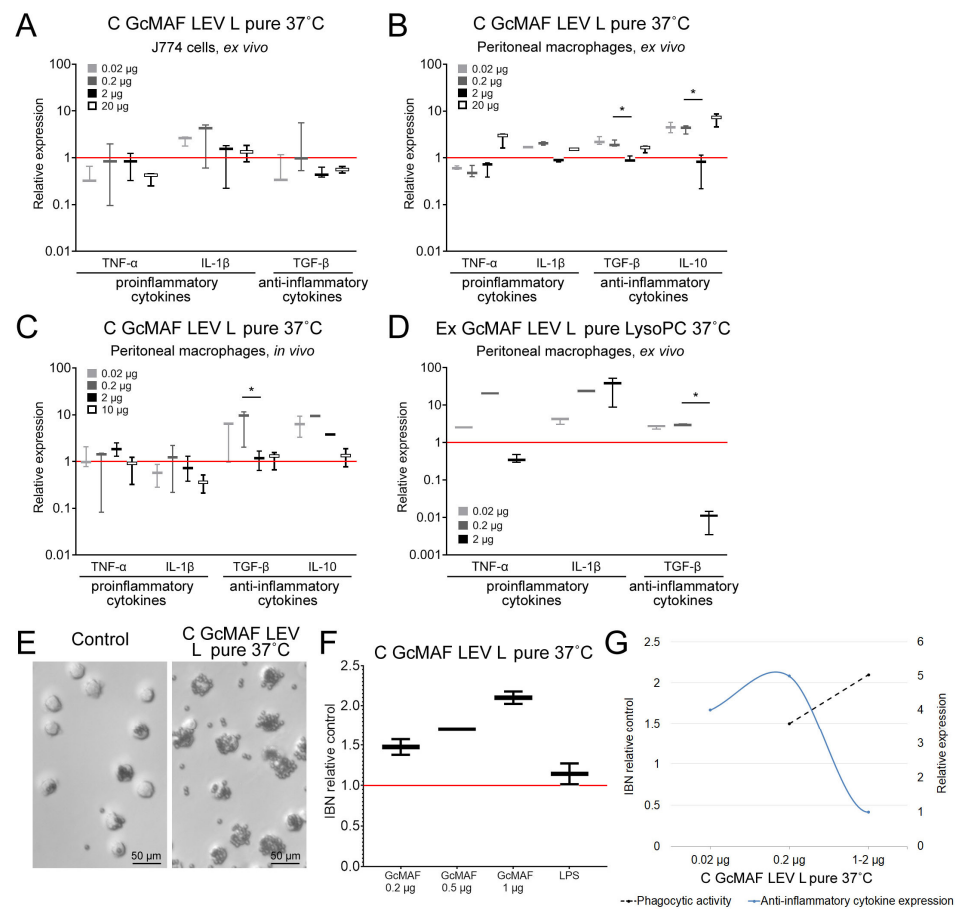 A
C GcMAF LEV L pure 37˚C
J774 cells, ex vivo
0.02 µg
0.2 µg
2 µg
20 µg
100
10
1
0.1
0.01
Relative expression
TNF-α IL-1β TGF-β
proinflammatory cytokines
anti-inflammatory cytokines
B
C GcMAF LEV L pure 37˚C
Peritoneal macrophages, ex vivo
0.02 µg
0.2 µg
2 µg
20 µg
* *
100
10
1
0.1
0.01
Relative expression
TNF-α IL-1β TGF-β IL-10
proinflammatory cytokines
anti-inflammatory cytokines
C
C GcMAF LEV L pure 37˚C
Peritoneal macrophages, in vivo
0.02 µg
0.2 µg
2 µg
10 µg
*
100
10
1
0.1
0.01
Relative expression
TNF-α IL-1β TGF-β IL-10
proinflammatory cytokines
anti-inflammatory cytokines
D
Ex GcMAF LEV L pure LysoPC 37˚C
Peritoneal macrophages, ex vivo
*
100
10
1
0.1
0.01
0.001
Relative expression
0.02 µg
0.2 µg
2 µg
TNF-α IL-1β TGF-β
proinflammatory cytokines
anti-inflammatory cytokines
E
Control
C GcMAF LEV
L pure 37˚C
50 µm
50 µm
F
C GcMAF LEV L pure 37˚C
2.5
2.0
1.5
1.0
0.5
0.0
IBN relative control
GcMAF 0.2 µg
GcMAF 0.5 µg
GcMAF 1 µg
LPS
G
2.5
2
1.5
1
0.5
0
IBN relative control
6
5
4
3
2
1
0
Relative expression
0.02 µg 0.2 µg 1-2 µg
C GcMAF LEV L pure 37˚C
Phagocytic activity Anti-inflammatory cytokine expression